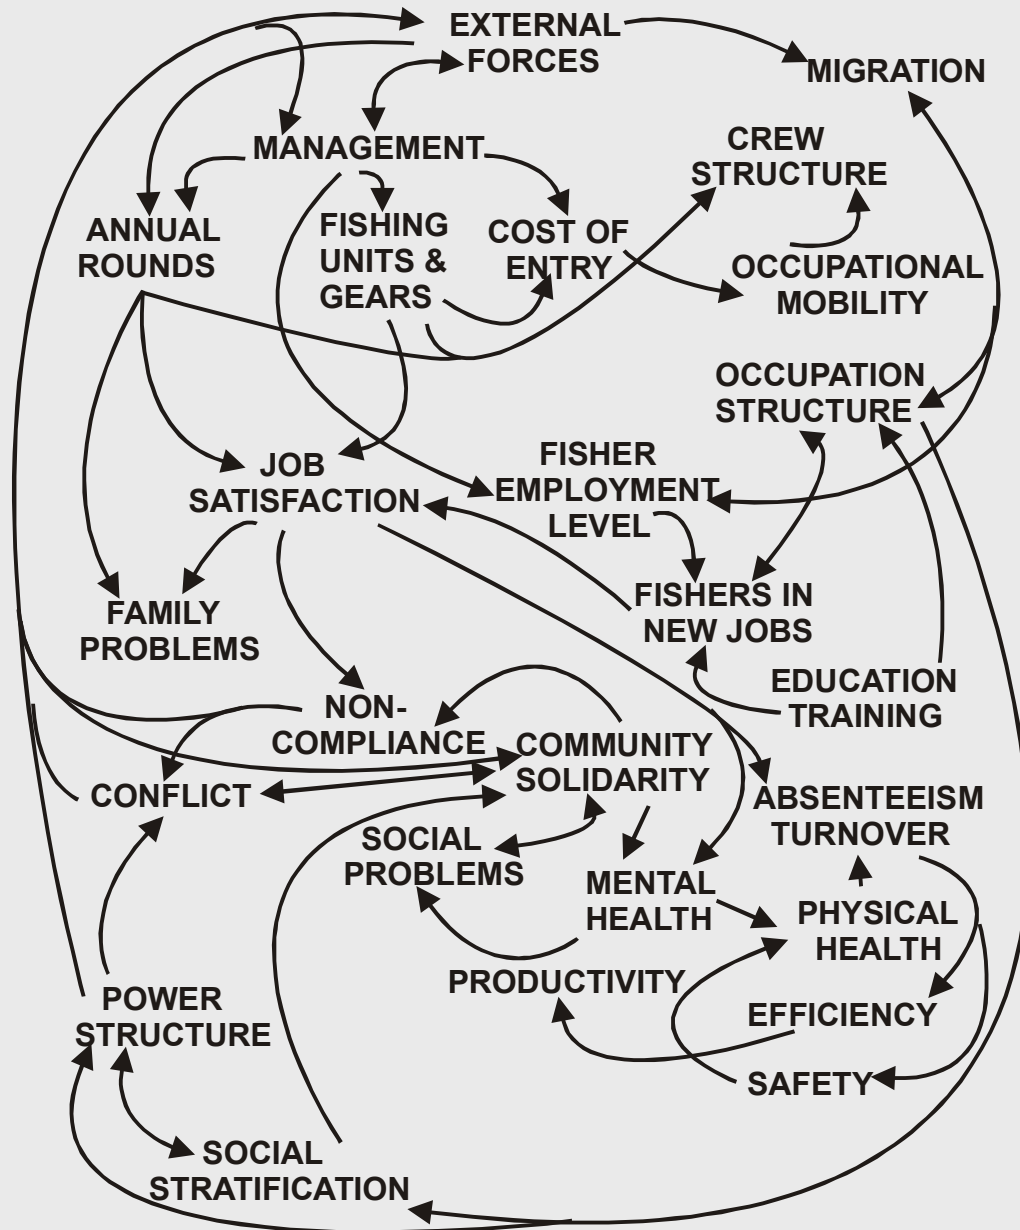 EXTERNAL
FORCES
MIGRATION
MANAGEMENT
CREW
STRUCTURE
ANNUAL
ROUNDS
FISHING
UNITS &
GEARS
COST OF
ENTRY
OCCUPATIONAL
MOBILITY
OCCUPATION
STRUCTURE
JOB
SATISFACTION
FISHER
EMPLOYMENT
LEVEL
FAMILY
PROBLEMS
FISHERS IN
NEW JOBS
EDUCATION
TRAINING
NON-
COMPLIANCE
COMMUNITY
SOLIDARITY
CONFLICT
ABSENTEEISM
TURNOVER
SOCIAL
PROBLEMS
MENTAL
HEALTH
PHYSICAL
HEALTH
PRODUCTIVITY
POWER
STRUCTURE
EFFICIENCY
SAFETY
SOCIAL
STRATIFICATION